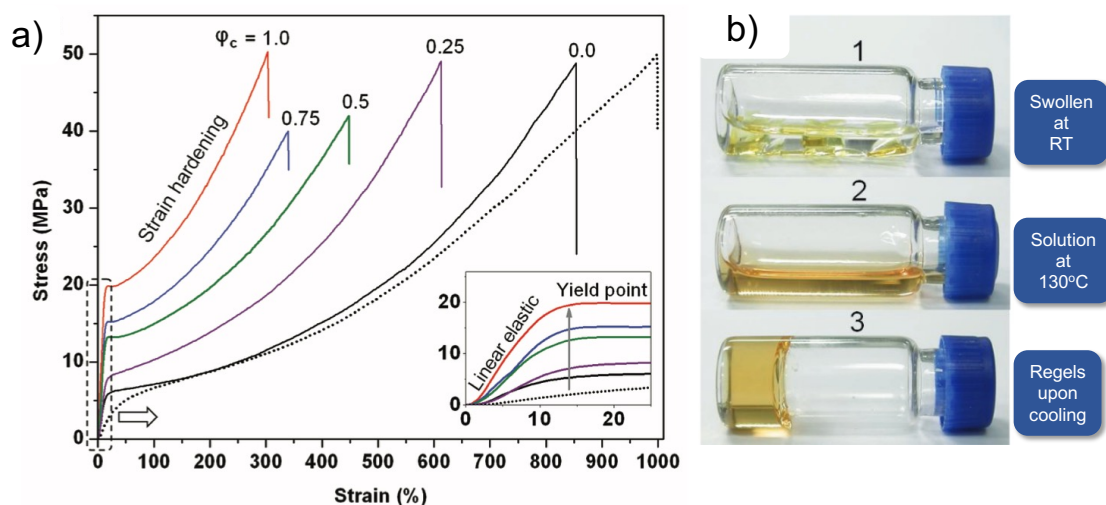 a)
φc = 1.0
0.75
0.5
0.25
0.0
Strain hardening
Stress (MPa)
50
40
30
20
10
0
0
100
200
300
400
500
600
700
800
900
1000
Strain (%)
Linear elastic
Yield point
20
10
0
0
10
20
b)
1
Swollen
at
RT
2
Solution
at
130°C
3
Regels
upon
cooling